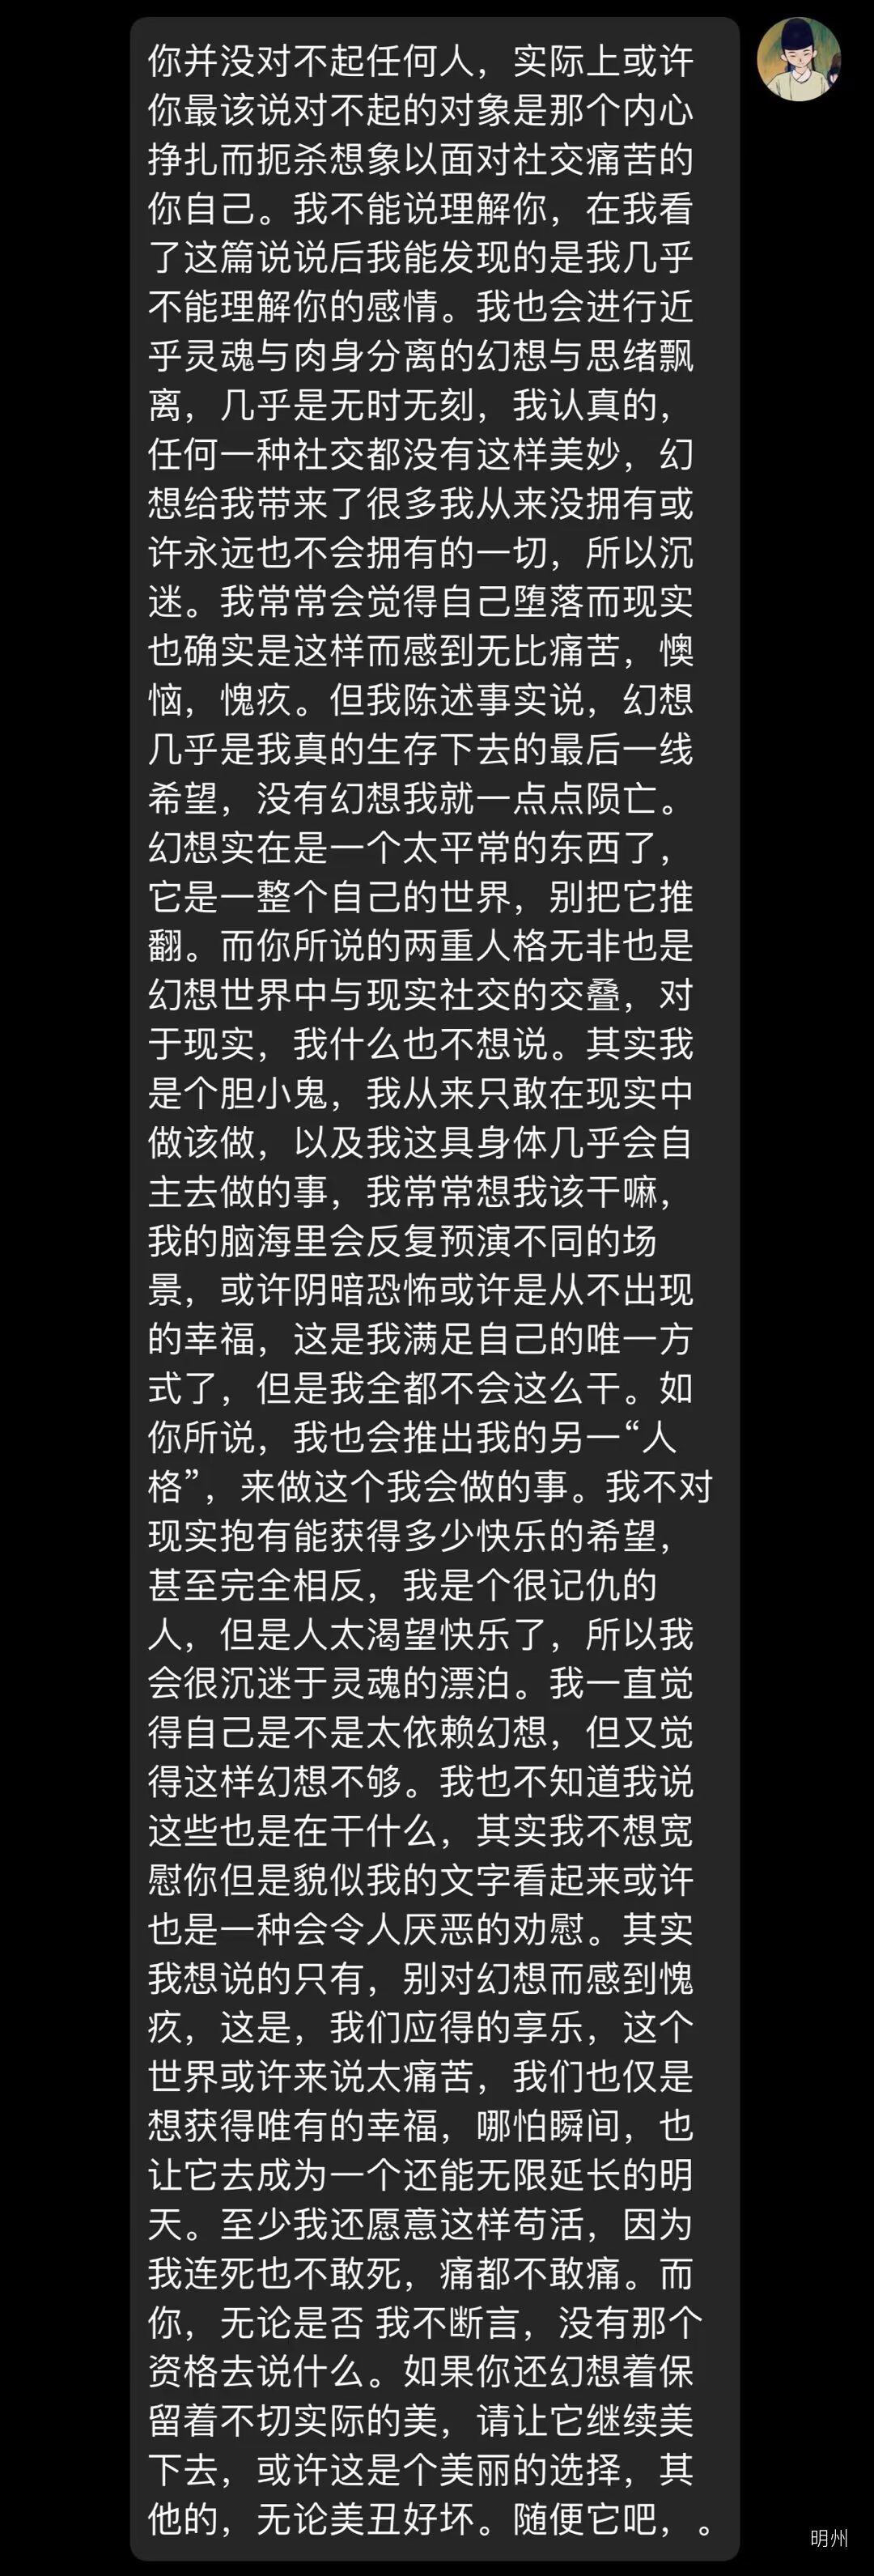 你并没对不起任何人，实际上或许
你最该说对不起的对象是那个内心
挣扎而扼杀想象以面对社交痛苦的
你自己。我不能说理解你，在我看
了这篇说说后我能发现的是我几乎
不能理解你的感情。我也会进行近
乎灵魂与肉身分离的幻想与思绪飘
离，几乎是无时无刻，我认真的，
任何一种社交都没有这样美妙，幻
想给我带来了很多我从来没拥有或
许永远也不会拥有的一切，所以沉
迷。我常常会觉得自己堕落而现实
也确实是这样而感到无比痛苦，懊
恼，愧疚。但我陈述事实说，幻想
几乎是我真的生存下去的最后一线
希望，没有幻想我就一点点陨亡。
幻想实在是一个太平常的东西了，
它是一整个自己的世界，别把它推
翻。而你所说的两重人格无非也是
幻想世界中与现实社交的交叠，对
于现实，我什么也不想说。其实我
是个胆小鬼，我从来只敢在现实中
做该做，以及我这具身体几乎会自
主去做的事，我常常想我该干嘛，
我的脑海里会反复预演不同的场
景，或许阴暗恐怖或许是从不出现
的幸福，这是我满足自己的唯一方
式了，但是我全都不会这么干。如
你所说，我也会推出我的另一“人
格”，来做这个我会做的事。我不对
现实抱有能获得多少快乐的希望，
甚至完全相反，我是个很记仇的
人，但是人太渴望快乐了，所以我
会很沉迷于灵魂的漂泊。我一直觉
得自己是不是太依赖幻想，但又觉
得这样幻想不够。我也不知道我说
这些也是在干什么，其实我不想宽
慰你但是貌似我的文字看起来或许
也是一种会令人厌恶的劝慰。其实
我想说的只有，别对幻想而感到愧
疚，这是，我们应得的享乐，这个
世界或许来说太痛苦，我们也仅是
想获得唯有的幸福，哪怕瞬间，也
让它去成为一个还能无限延长的明
天。至少我还愿意这样苟活，因为
我连死也不敢死，痛都不敢痛。而
你，无论是否 我不断言，没有那个
资格去说什么。如果你还幻想着保
留着不切实际的美，请让它继续美
下去，或许这是个美丽的选择，其
他的，无论美丑好坏。随便它吧，。
明州